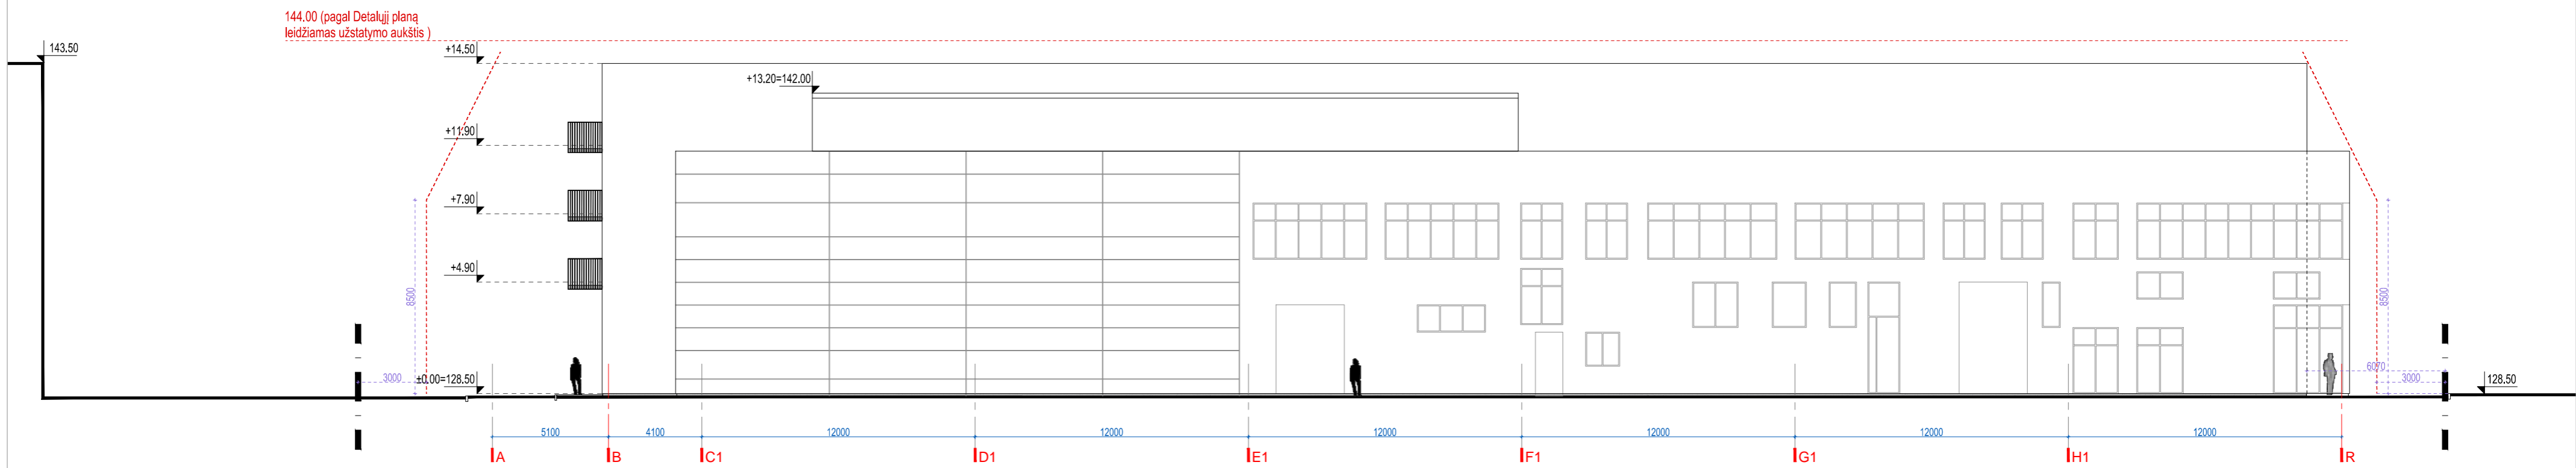 144.00 (pagal Detalųjį planą
leidžiamas užstatymo aukštis )
143.50
+14.50
+13.20=142.00
+11.90
+7.90
+4.90
8500
8500
3000
±0.00=128.50
6070
3000
128.50
5100
4100
12000
12000
12000
12000
12000
12000
A
B
C1
D1
E1
F1
G1
H1
R